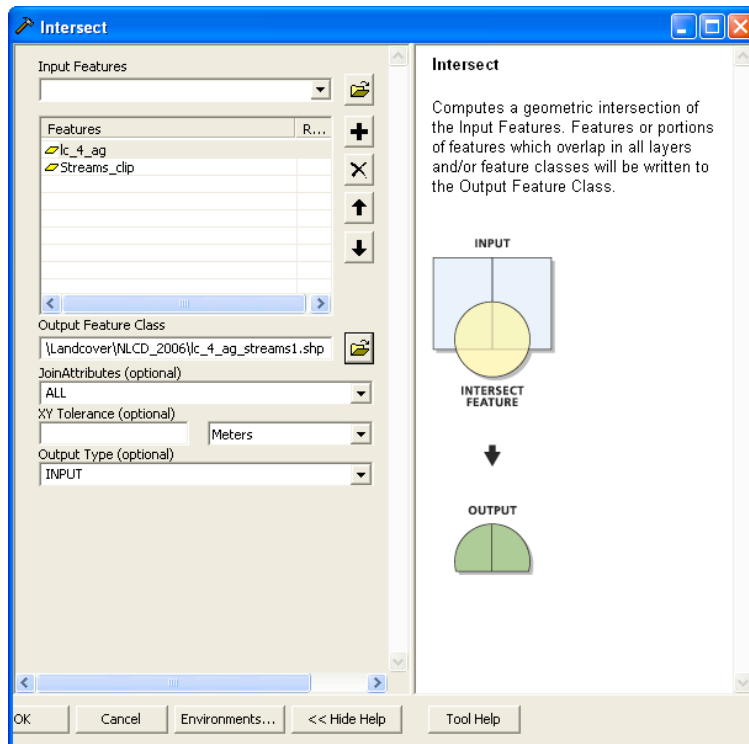 Intersect
Input Features
Features R...
lc_4_ag
Streams_clip
Output Feature Class
\Landcover\NLCD_2006\lc_4_ag_streams1.shp
JoinAttributes (optional)
ALL
XY Tolerance (optional)
Meters
Output Type (optional)
INPUT
Intersect
Computes a geometric intersection of
the Input Features. Features or portions
of features which overlap in all layers
and/or feature classes will be written to
the Output Feature Class.
INPUT
INTERSECT
FEATURE
OUTPUT
OK Cancel Environments... << Hide Help Tool Help